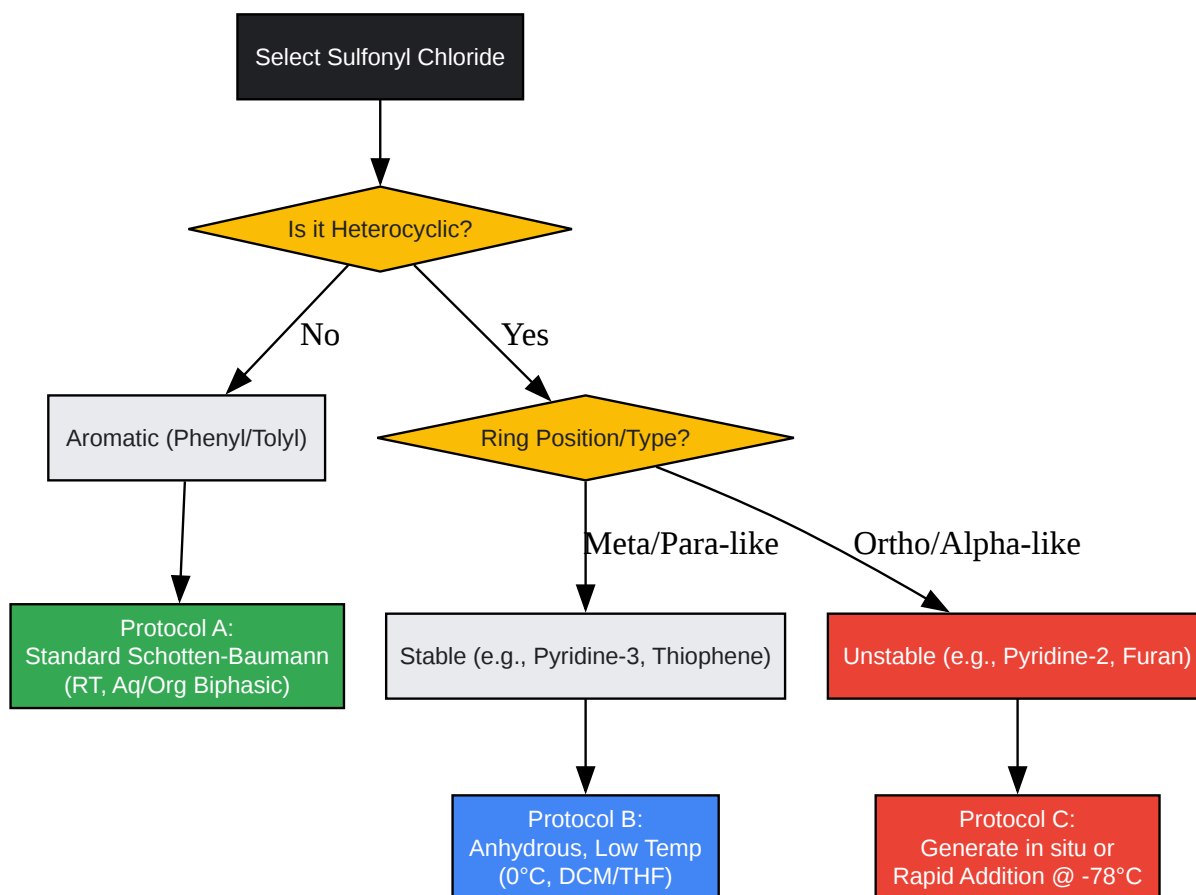 Select Sulfonyl Chloride
Is it Heterocyclic?
No
Yes
Aromatic (Phenyl/Tolyl)
Ring Position/Type?
Meta/Para-like
Ortho/Alpha-like
Protocol A:
Standard Schotten-Baumann
(RT, Aq/Org Biphasic)
Stable (e.g., Pyridine-3, Thiophene)
Unstable (e.g., Pyridine-2, Furan)
Protocol B:
Anhydrous, Low Temp
(0°C, DCM/THF)
Protocol C:
Generate in situ or
Rapid Addition @ -78°C